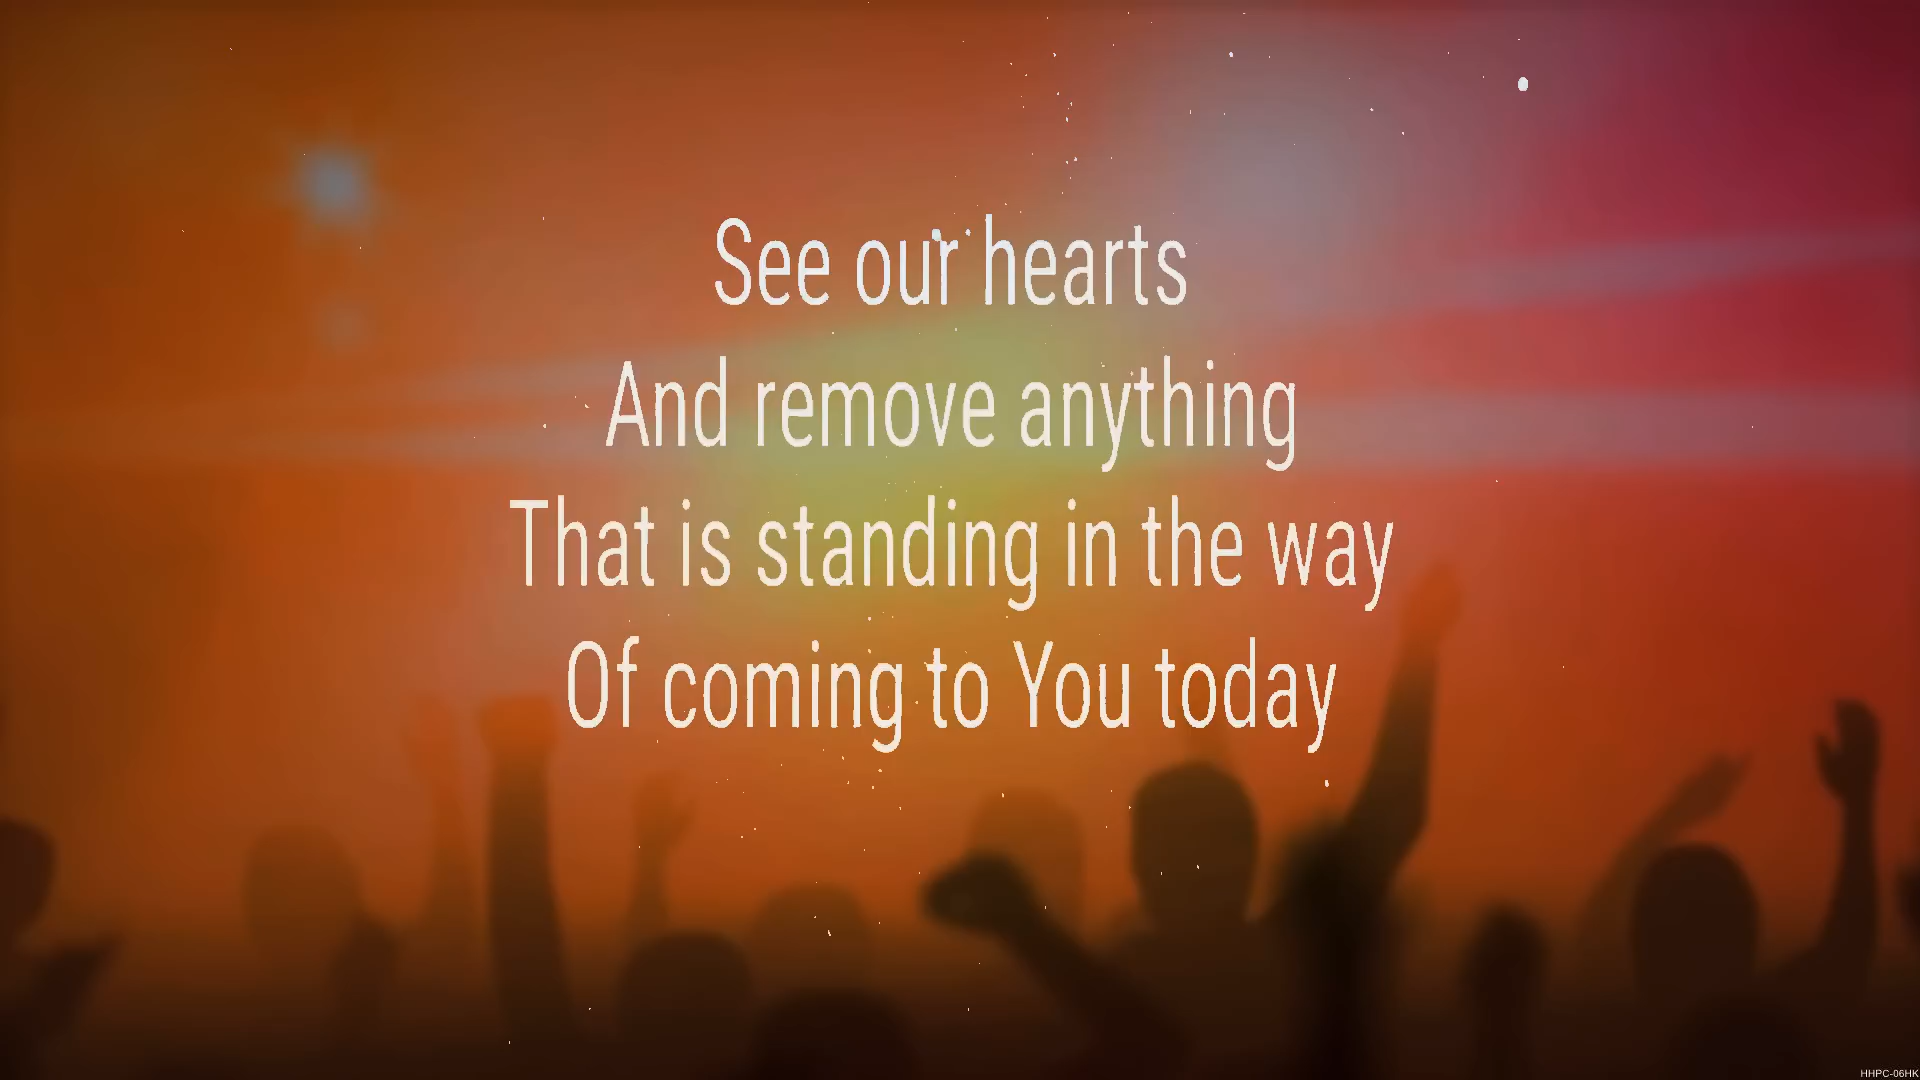 See our hearts
And remove anything
That is standing in the way
Of coming to You today
HHPC-06HK